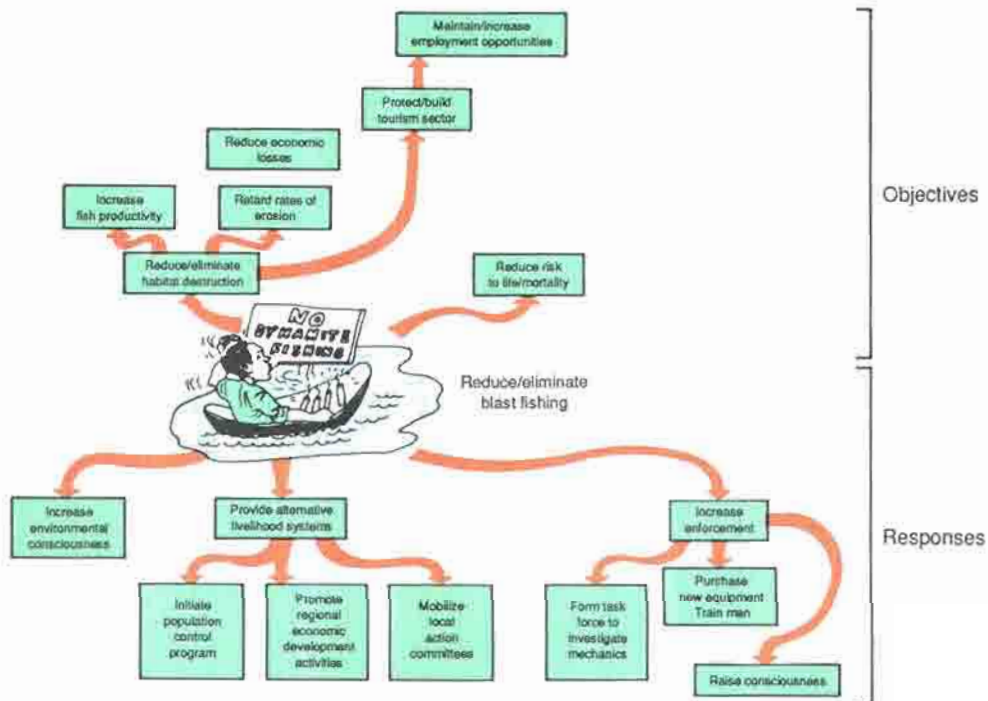 Maintain/increase
employment opportunities
Protect/build
tourism sector
Reduce economic
losses
Increase
fish productivity
Retard rates of
erosion
Objectives
Reduce/eliminate
habitat destruction
Reduce risk
to life/mortality
NO
DYNAMITE
FISHING
Reduce/eliminate
blast fishing
Increase
environmental
consciousness
Provide alternative
livelihood systems
Increase
enforcement
Responses
Initiate
population
control
program
Promote
regional
economic
development
activities
Mobilize
local
action
committees
Form task
force to
investigate
mechanics
Purchase
new equipment
Train men
Raise consciousness